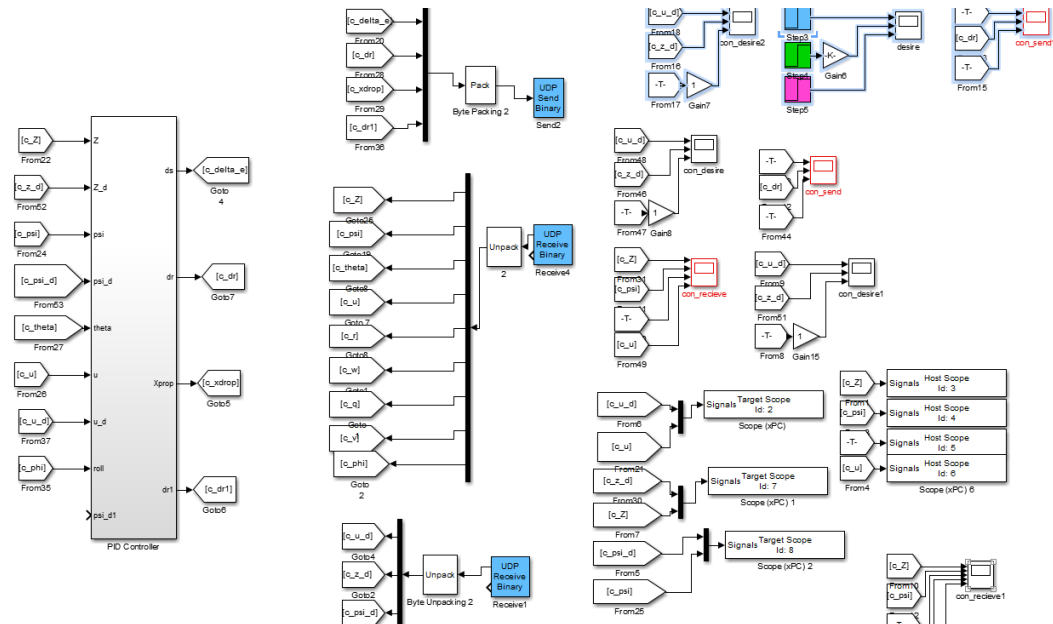 [c_Z]
From22
[c_z_d]
From52
[c_psi]
From24
[c_psi_d]
From53
[c_theta]
From27
[c_u]
From26
[c_u_d]
From37
[c_phi]
From35
Z
Z_d
psi
psi_d
theta
u
u_d
roll
psi_d1
ds
dr
Xprop
dr1
PID Controller
[c_delta_e]
Goto
4
[c_dr]
Goto7
[c_xdrop]
Goto5
[c_dr1]
Goto6
[c_delta_e]
From20
[c_dr]
From28
[c_xdrop]
From29
[c_dr1]
From36
Pack
Byte Packing 2
UDP
Send
Binary
Send2
[c_Z]
[c_psi]
[c_theta]
[c_u]
Goto 7
[c_r]
[c_w]
[c_q]
Goto
[c_v]
[c_phi]
Goto
2
Unpack
2
UDP
Receive
Binary
Receive4
[c_u_d]
Goto4
[c_z_d]
Goto2
[c_psi_d]
Unpack
Byte Unpacking 2
UDP
Receive
Binary
Receive1
[c_u_d]
From18
[c_z_d]
From16
-T-
From17
1
Gain7
con_desire2
Step3
Step4
Step5
-K-
Gain6
desire
-T-
[c_dr]
-T-
From15
con_send
[c_u_d]
From48
[c_z_d]
From46
-T-
From47
1
Gain8
con_desire
-T-
[c_dr]
-T-
From44
con_send
[c_Z]
[c_psi]
-T-
[c_u]
From49
con_recieve
[c_u_d]
From9
[c_z_d]
From51
-T-
From8
1
Gain15
con_desire1
[c_u_d]
From6
[c_u]
From21
Signals
Target Scope
Id: 2
Scope (xPC)
[c_z_d]
From30
[c_Z]
From7
Signals
Target Scope
Id: 7
Scope (xPC) 1
[c_psi_d]
From5
[c_psi]
From25
Signals
Target Scope
Id: 8
Scope (xPC) 2
[c_Z]
From1
[c_psi]
-T-
[c_u]
From4
Signals
Host Scope
Id: 3
Signals
Host Scope
Id: 4
Signals
Host Scope
Id: 5
Signals
Host Scope
Id: 6
Scope (xPC) 6
[c_Z]
From10
[c_psi]
-T-
con_recieve1